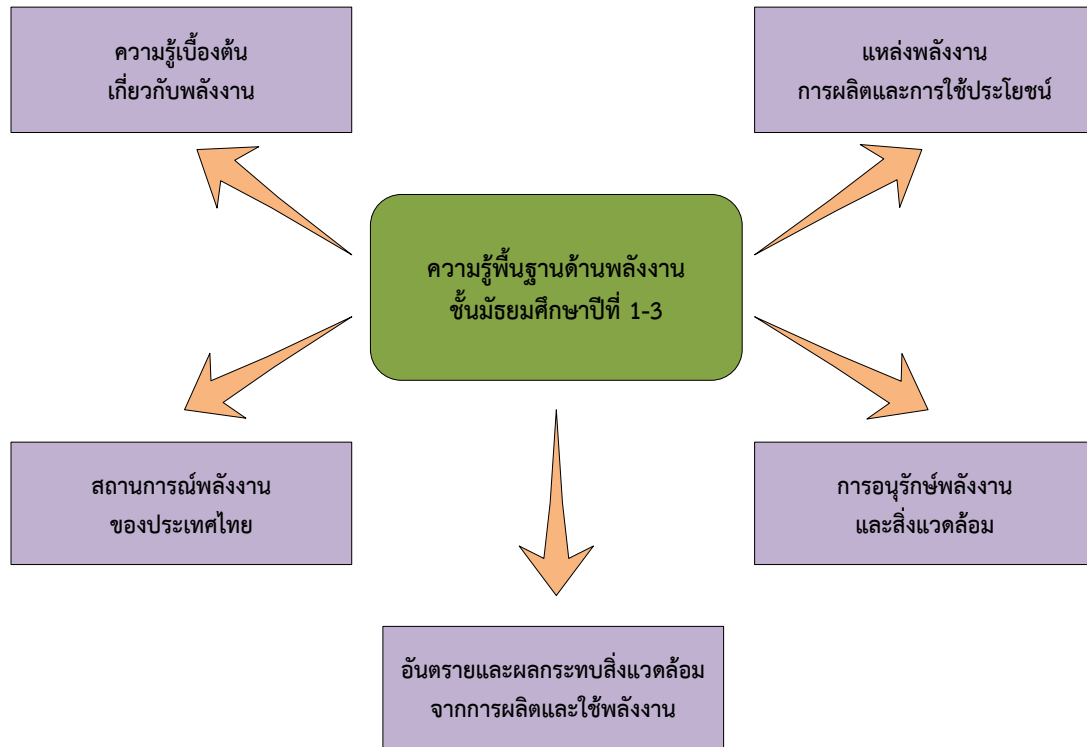 ความรู้เบื้องต้น
เกี่ยวกับพลังงาน
แหล่งพลังงาน
การผลิตและการใช้ประโยชน์
ความรู้พื้นฐานด้านพลังงาน
ชั้นมัธยมศึกษาปีที่ 1-3
สถานการณ์พลังงาน
ของประเทศไทย
การอนุรักษ์พลังงาน
และสิ่งแวดล้อม
อันตรายและผลกระทบสิ่งแวดล้อม
จากการผลิตและใช้พลังงาน